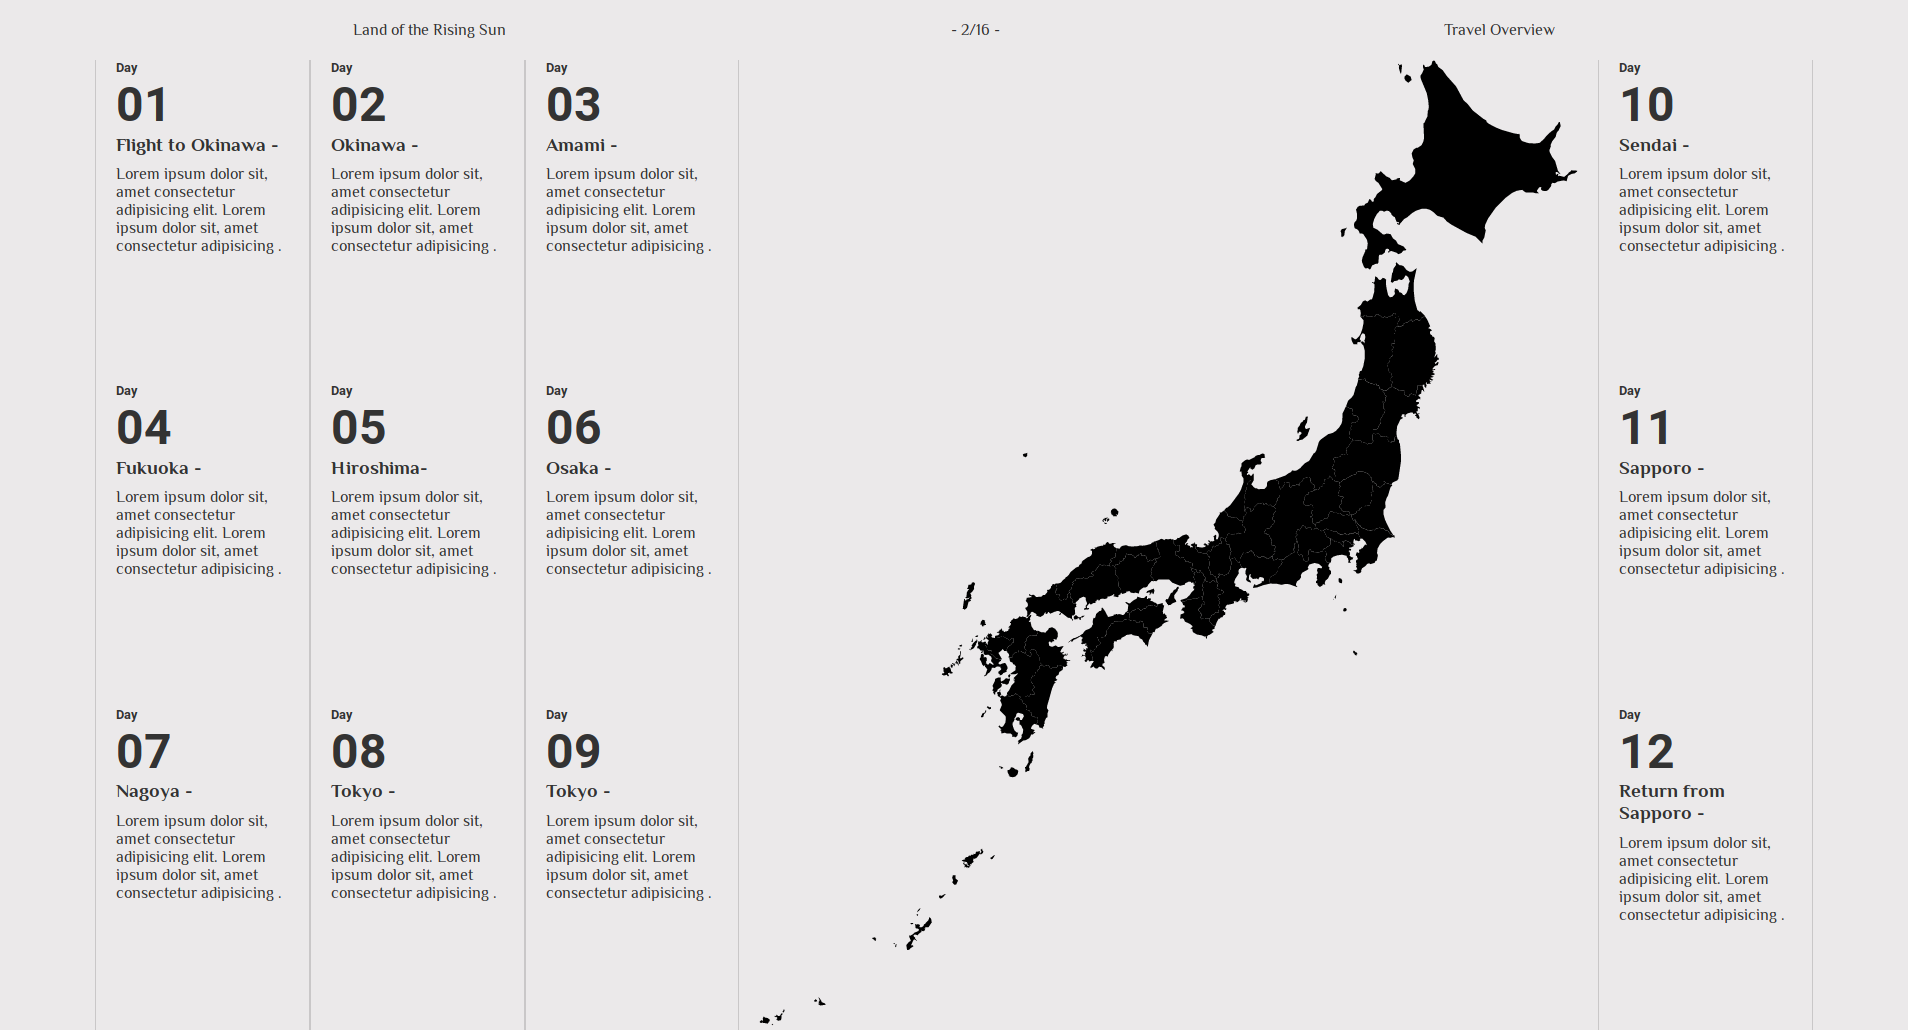 Land of the Rising Sun
- 2/16 -
Travel Overview
Day
01
Flight to Okinawa -
Lorem ipsum dolor sit,
amet consectetur
adipisicing elit. Lorem
ipsum dolor sit, amet
consectetur adipisicing .
Day
02
Okinawa -
Lorem ipsum dolor sit,
amet consectetur
adipisicing elit. Lorem
ipsum dolor sit, amet
consectetur adipisicing .
Day
03
Amami -
Lorem ipsum dolor sit,
amet consectetur
adipisicing elit. Lorem
ipsum dolor sit, amet
consectetur adipisicing .
Day
04
Fukuoka -
Lorem ipsum dolor sit,
amet consectetur
adipisicing elit. Lorem
ipsum dolor sit, amet
consectetur adipisicing .
Day
05
Hiroshima-
Lorem ipsum dolor sit,
amet consectetur
adipisicing elit. Lorem
ipsum dolor sit, amet
consectetur adipisicing .
Day
06
Osaka -
Lorem ipsum dolor sit,
amet consectetur
adipisicing elit. Lorem
ipsum dolor sit, amet
consectetur adipisicing .
Day
07
Nagoya -
Lorem ipsum dolor sit,
amet consectetur
adipisicing elit. Lorem
ipsum dolor sit, amet
consectetur adipisicing .
Day
08
Tokyo -
Lorem ipsum dolor sit,
amet consectetur
adipisicing elit. Lorem
ipsum dolor sit, amet
consectetur adipisicing .
Day
09
Tokyo -
Lorem ipsum dolor sit,
amet consectetur
adipisicing elit. Lorem
ipsum dolor sit, amet
consectetur adipisicing .
Day
10
Sendai -
Lorem ipsum dolor sit,
amet consectetur
adipisicing elit. Lorem
ipsum dolor sit, amet
consectetur adipisicing .
Day
11
Sapporo -
Lorem ipsum dolor sit,
amet consectetur
adipisicing elit. Lorem
ipsum dolor sit, amet
consectetur adipisicing .
Day
12
Return from
Sapporo -
Lorem ipsum dolor sit,
amet consectetur
adipisicing elit. Lorem
ipsum dolor sit, amet
consectetur adipisicing .